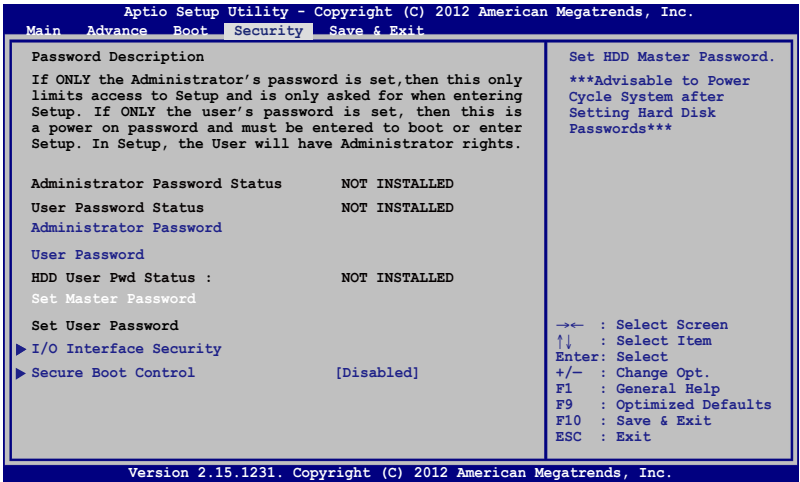 Aptio Setup Utility - Copyright (C) 2012 American Megatrends, Inc.
Main Advance Boot Security Save & Exit
Password Description
If ONLY the Administrator's password is set,then this only
limits access to Setup and is only asked for when entering
Setup. If ONLY the user's password is set, then this is
a power on password and must be entered to boot or enter
Setup. In Setup, the User will have Administrator rights.
Administrator Password Status NOT INSTALLED
User Password Status NOT INSTALLED
Administrator Password
User Password
HDD User Pwd Status : NOT INSTALLED
Set Master Password
Set User Password
I/O Interface Security
Secure Boot Control [Disabled]
Set HDD Master Password.
***Advisable to Power
Cycle System after
Setting Hard Disk
Passwords***
→← : Select Screen
↑↓ : Select Item
Enter: Select
+/— : Change Opt.
F1 : General Help
F9 : Optimized Defaults
F10 : Save & Exit
ESC : Exit
Version 2.15.1231. Copyright (C) 2012 American Megatrends, Inc.